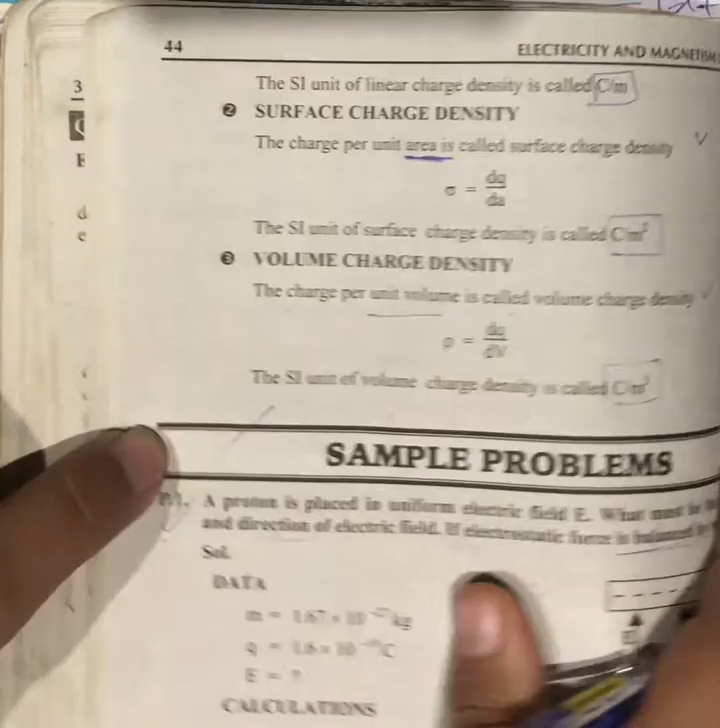 44
ELECTRICITY AND MAGNETISM
The SI unit of linear charge density is called C/m
❷ SURFACE CHARGE DENSITY
The charge per unit area is called surface charge density
σ = dq/da
The SI unit of surface charge density is called C/m²
❸ VOLUME CHARGE DENSITY
The charge per unit volume is called volume charge density
ρ = dq/dV
The SI unit of volume charge density is called C/m³
SAMPLE PROBLEMS
P.1. A proton is placed in uniform electric field E. What must be
and direction of electric field. If electrostatic force is balanced
Sol.
DATA
m = 1.67 × 10⁻²⁷ kg
q = 1.6 × 10⁻¹⁹ C
E = ?
CALCULATIONS
3
E
d
e